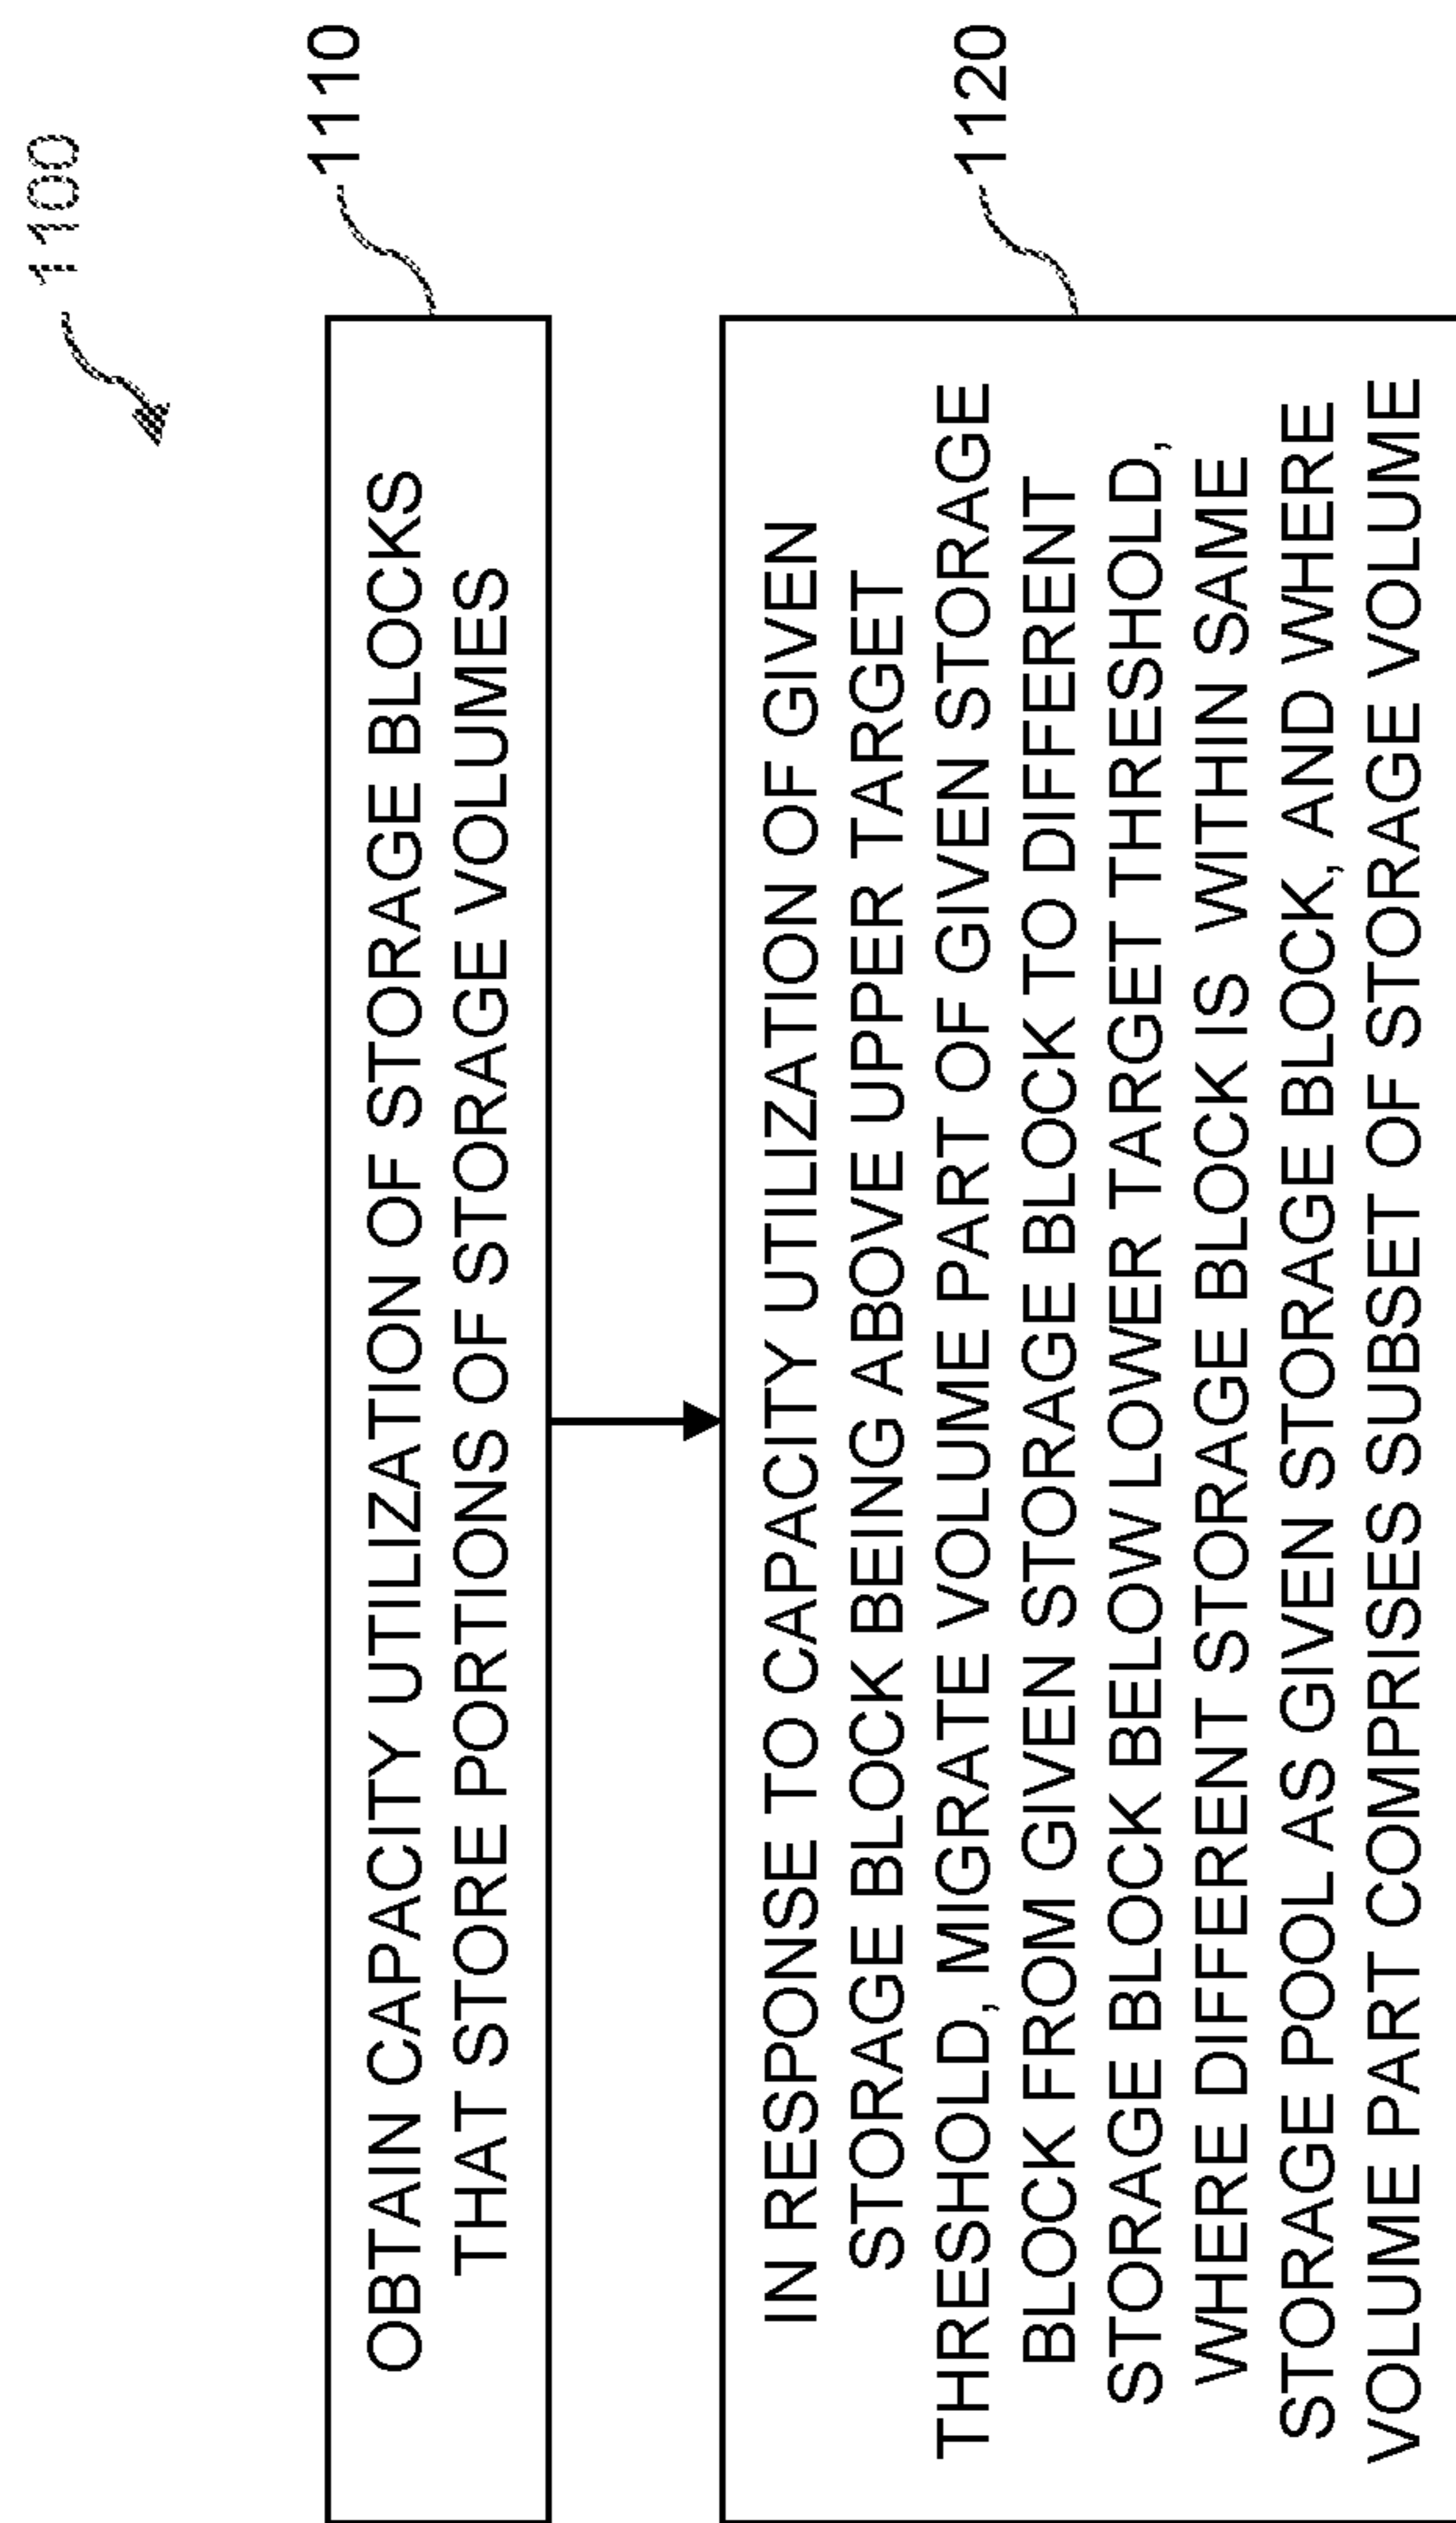 1100
1110
OBTAIN CAPACITY UTILIZATION OF STORAGE BLOCKS
THAT STORE PORTIONS OF STORAGE VOLUMES
1120
IN RESPONSE TO CAPACITY UTILIZATION OF GIVEN
STORAGE BLOCK BEING ABOVE UPPER TARGET
THRESHOLD, MIGRATE VOLUME PART OF GIVEN STORAGE
BLOCK FROM GIVEN STORAGE BLOCK TO DIFFERENT
STORAGE BLOCK BELOW LOWER TARGET THRESHOLD,
WHERE DIFFERENT STORAGE BLOCK IS WITHIN SAME
STORAGE POOL AS GIVEN STORAGE BLOCK, AND WHERE
VOLUME PART COMPRISES SUBSET OF STORAGE VOLUME